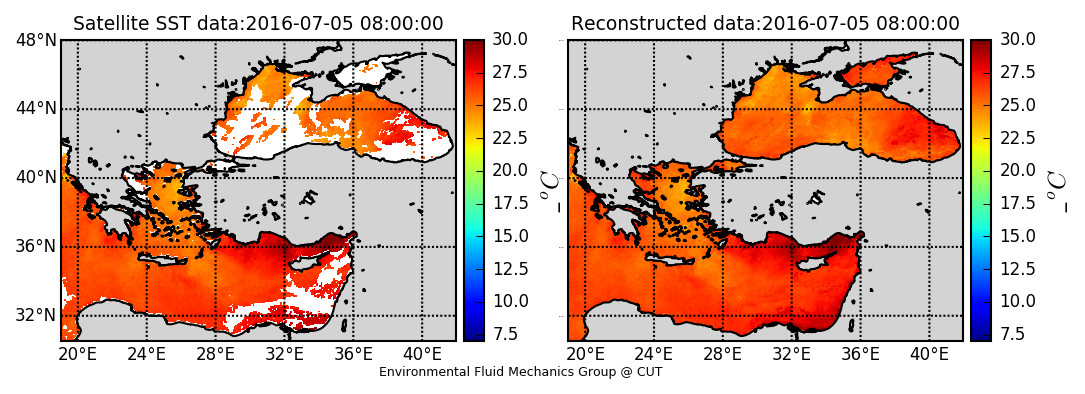 Satellite SST data:2016-07-05 08:00:00
48°N
44°N
40°N
36°N
32°N
20°E 24°E 28°E 32°E 36°E 40°E
30.0
27.5
25.0
22.5
20.0
17.5
15.0
12.5
10.0
7.5
_ °C
Reconstructed data:2016-07-05 08:00:00
20°E 24°E 28°E 32°E 36°E 40°E
30.0
27.5
25.0
22.5
20.0
17.5
15.0
12.5
10.0
7.5
_ °C
Environmental Fluid Mechanics Group @ CUT